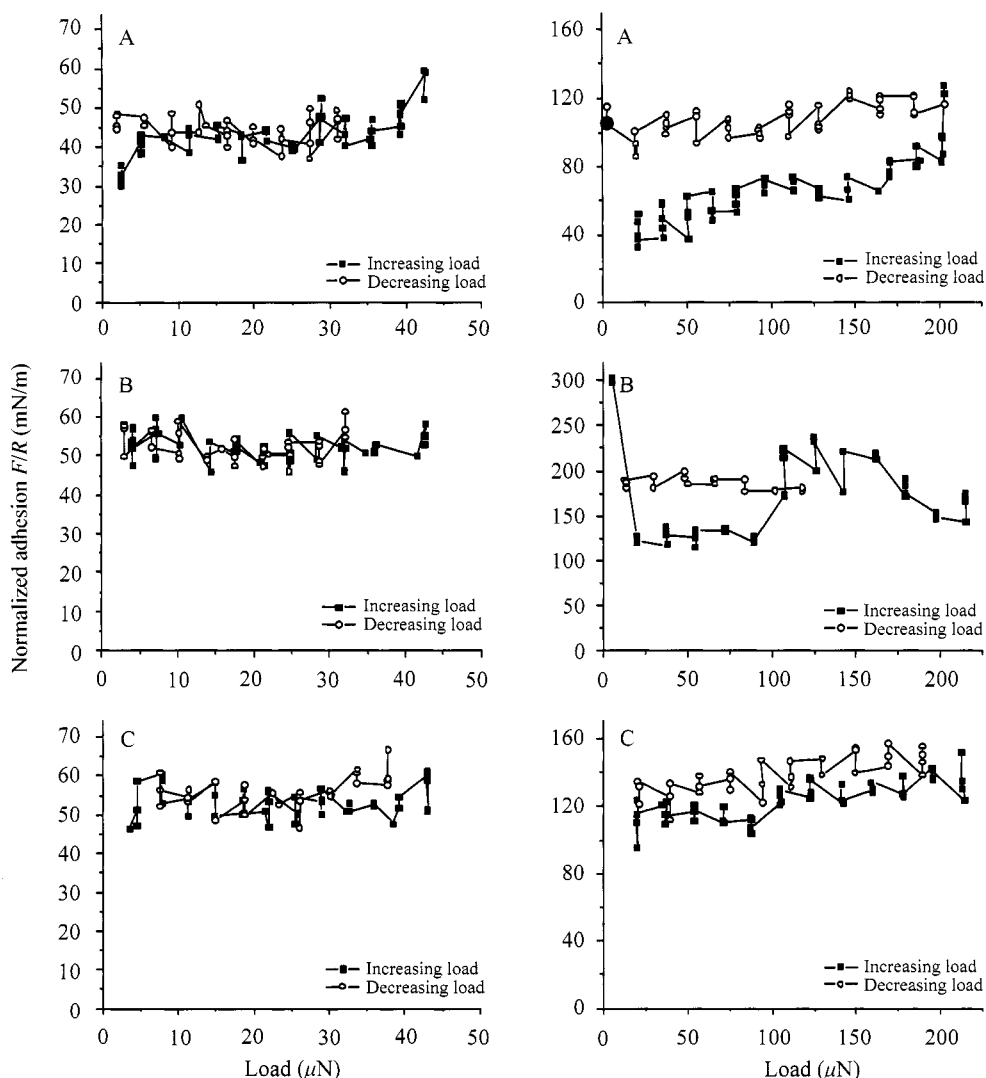 Normalized adhesion F/R (mN/m)
A
70
60
50
40
30
20
10
0
Increasing load
Decreasing load
0 10 20 30 40 50
A
160
120
80
40
0
Increasing load
Decreasing load
0 50 100 150 200
B
70
60
50
40
30
20
10
0
Increasing load
Decreasing load
0 10 20 30 40 50
B
300
250
200
150
100
50
0
Increasing load
Decreasing load
0 50 100 150 200
C
70
60
50
40
30
20
10
0
Increasing load
Decreasing load
0 10 20 30 40 50
Load (μN)
C
160
120
80
40
0
Increasing load
Decreasing load
0 50 100 150 200
Load (μN)